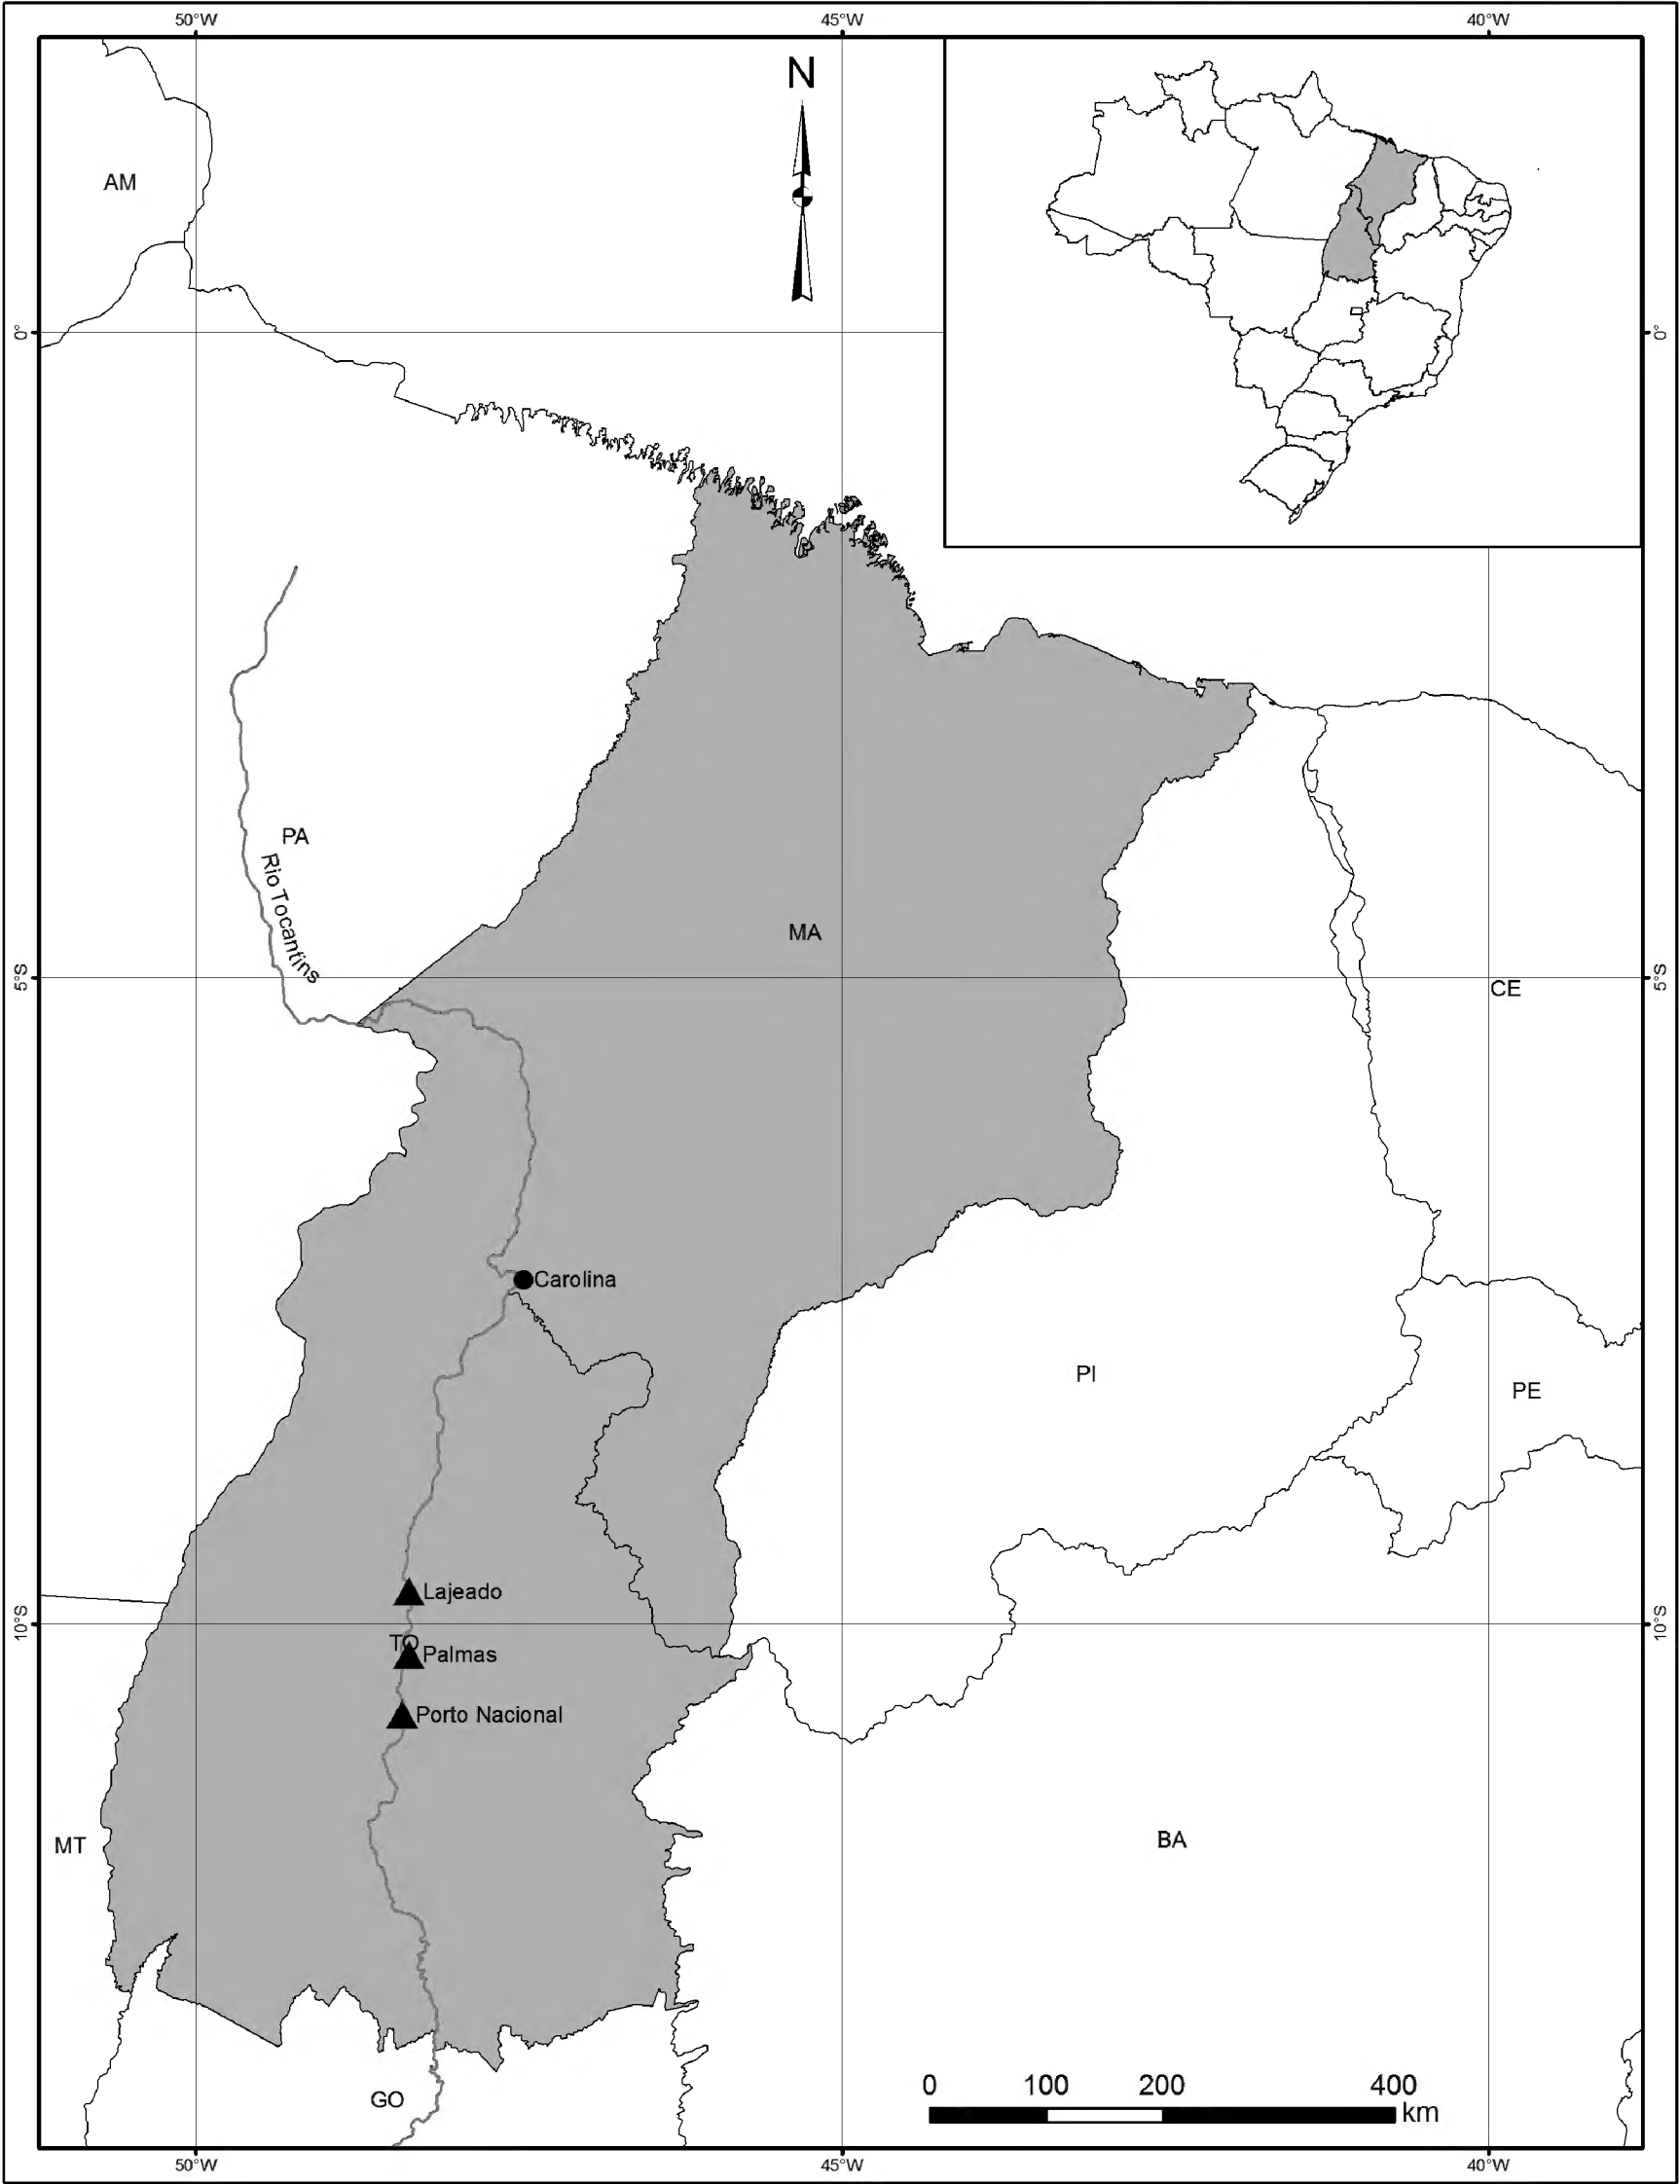 50°W 45°W 40°W
N
AM
0° 0°
PA
Rio Tocantins
MA
5°S 5°S
CE
Carolina
PI
PE
Lajeado
10°S 10°S
TO
Palmas
Porto Nacional
MT
BA
GO
0 100 200 400
km
50°W 45°W 40°W